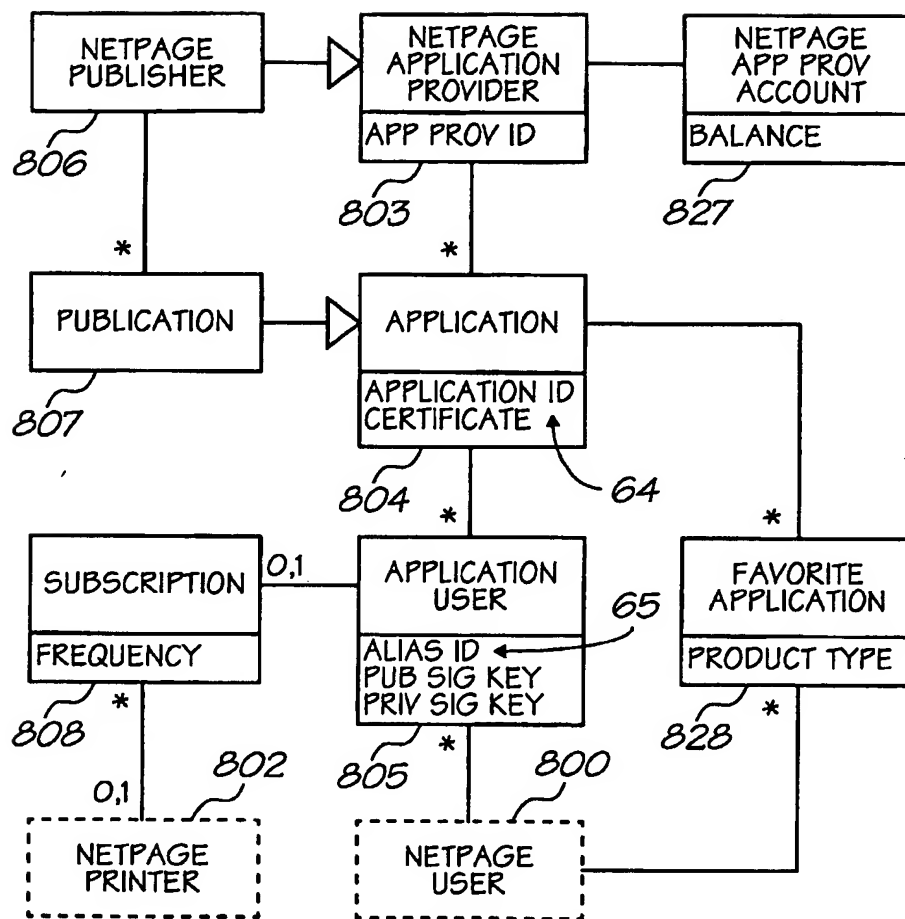 NETPAGE
PUBLISHER
806
NETPAGE
APPLICATION
PROVIDER
APP PROV ID
803
NETPAGE
APP PROV
ACCOUNT
BALANCE
827
*
*
PUBLICATION
807
APPLICATION
APPLICATION ID
CERTIFICATE
804
64
*
*
SUBSCRIPTION
FREQUENCY
808
0,1
APPLICATION
USER
ALIAS ID
PUB SIG KEY
PRIV SIG KEY
805
65
FAVORITE
APPLICATION
PRODUCT TYPE
828
*
*
*
0,1
802
NETPAGE
PRINTER
800
NETPAGE
USER